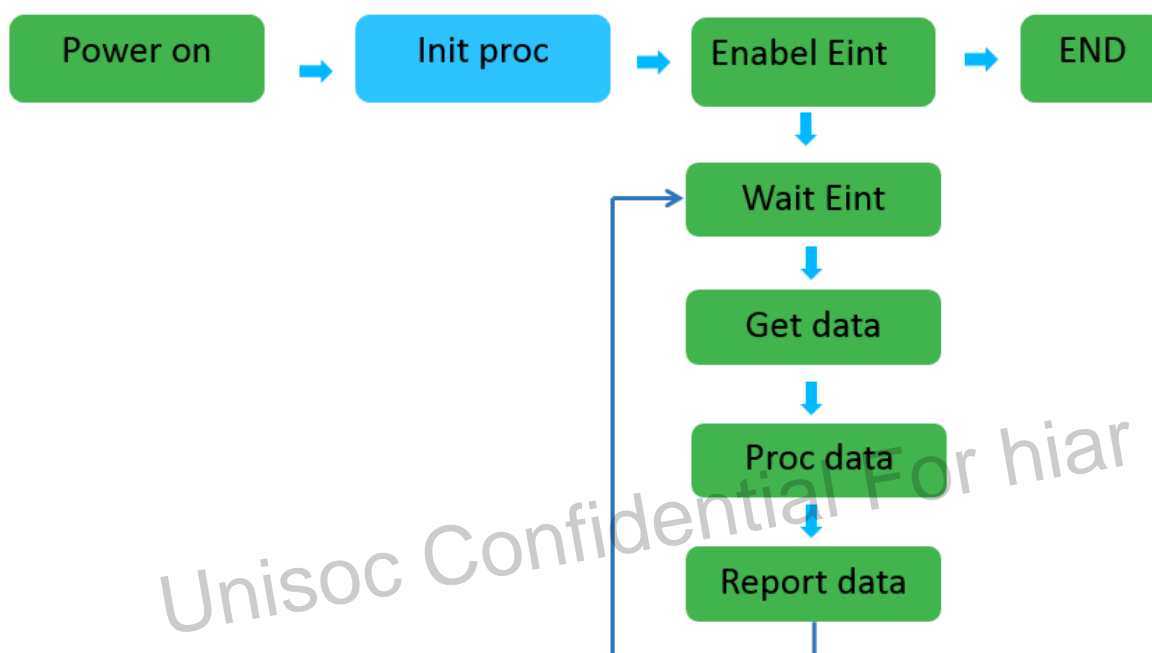 Power on
Init proc
Enabel Eint
END
Wait Eint
Get data
Proc data
Report data
Unisoc Confidential For hiar